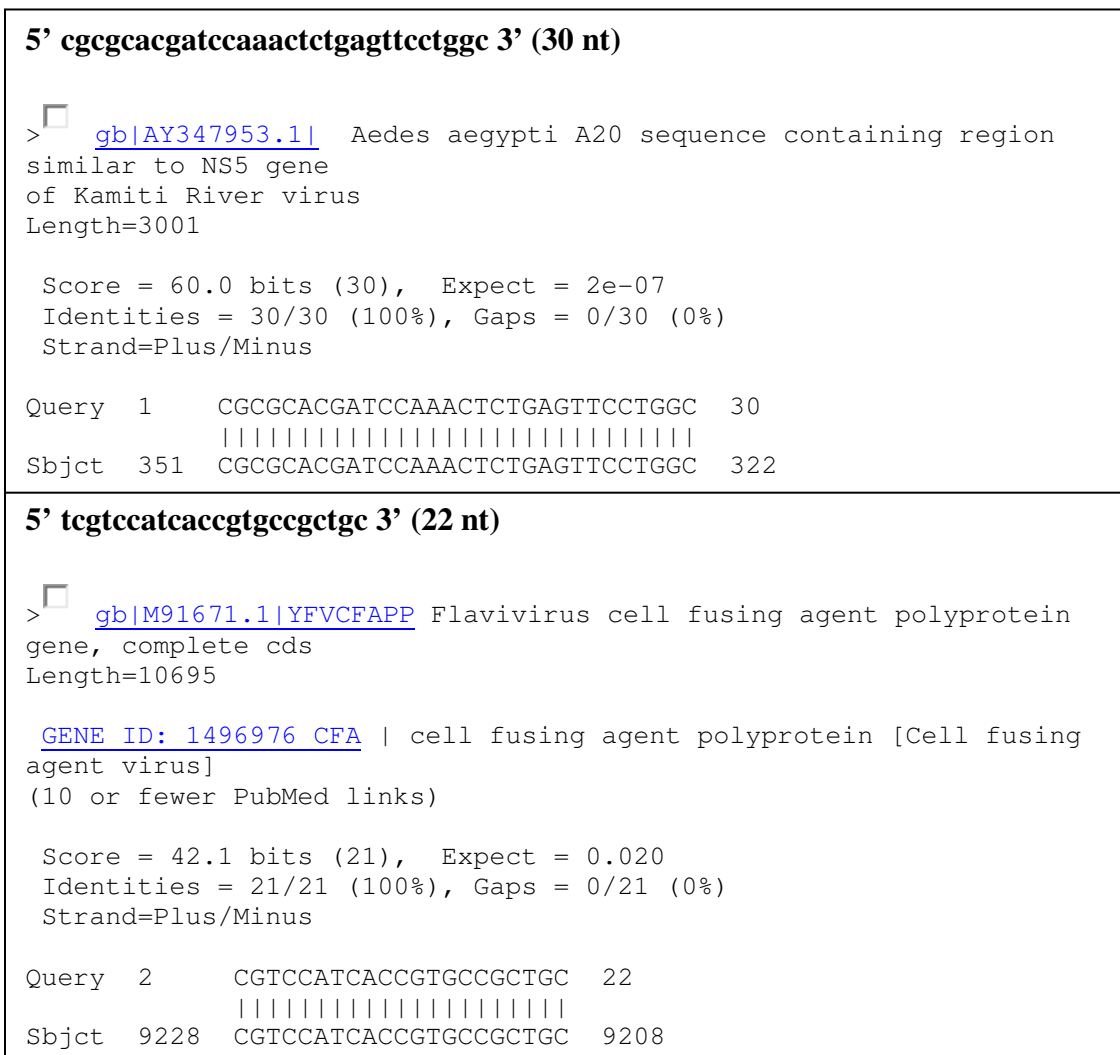 5’ cgcgcacgatccaaactctgagttcctggc 3’ (30 nt)
> gb|AY347953.1| Aedes aegypti A20 sequence containing region
similar to NS5 gene
of Kamiti River virus
Length=3001
Score = 60.0 bits (30), Expect = 2e-07
Identities = 30/30 (100%), Gaps = 0/30 (0%)
Strand=Plus/Minus
Query 1 CGCGCACGATCCAAACTCTGAGTTCCTGGC 30
||||||||||||||||||||||||||||||
Sbjct 351 CGCGCACGATCCAAACTCTGAGTTCCTGGC 322
5’ tcgtccatcaccgtgccgctgc 3’ (22 nt)
> gb|M91671.1|YFVCFAPP Flavivirus cell fusing agent polyprotein
gene, complete cds
Length=10695
GENE ID: 1496976 CFA | cell fusing agent polyprotein [Cell fusing
agent virus]
(10 or fewer PubMed links)
Score = 42.1 bits (21), Expect = 0.020
Identities = 21/21 (100%), Gaps = 0/21 (0%)
Strand=Plus/Minus
Query 2 CGTCCATCACCGTGCCGCTGC 22
|||||||||||||||||||||
Sbjct 9228 CGTCCATCACCGTGCCGCTGC 9208